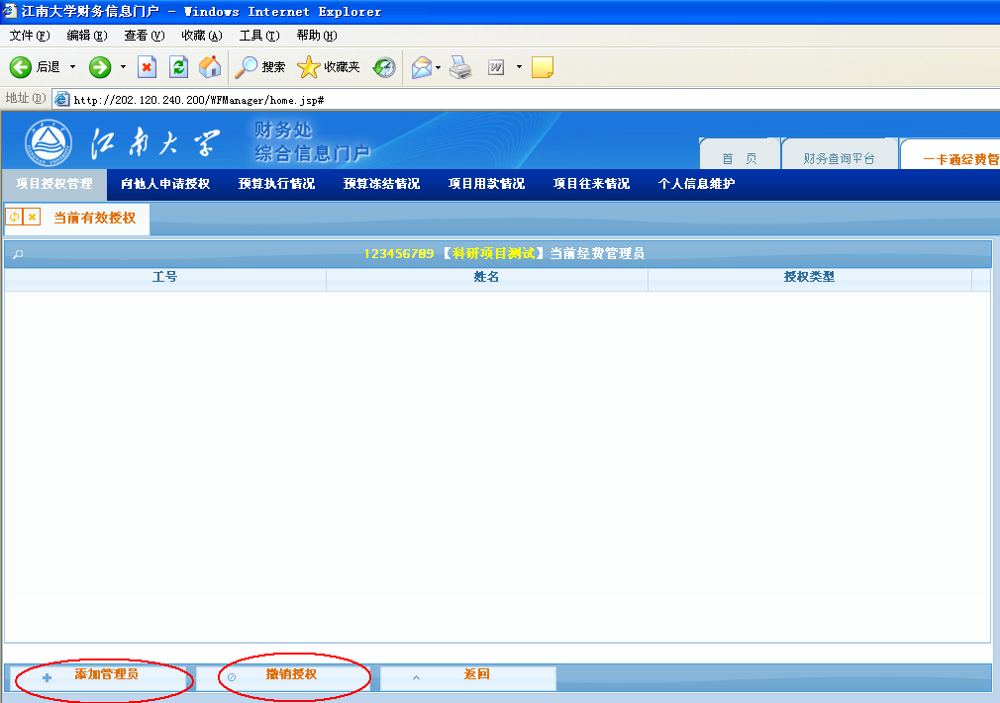 江南大学财务信息门户 - Windows Internet Explorer
文件(F) 编辑(E) 查看(V) 收藏(A) 工具(T) 帮助(H)
后退 搜索 收藏夹 W
地址(D) http://202.120.240.200/WFManager/home.jsp#
江南大学
财务处
综合信息门户
首 页 财务查询平台 一卡通经费管
项目授权管理 向他人申请授权 预算执行情况 预算冻结情况 项目用款情况 项目往来情况 个人信息维护
当前有效授权
123456789 【科研项目测试】当前经费管理员
工号 姓名 授权类型
添加管理员 撤销授权 返回